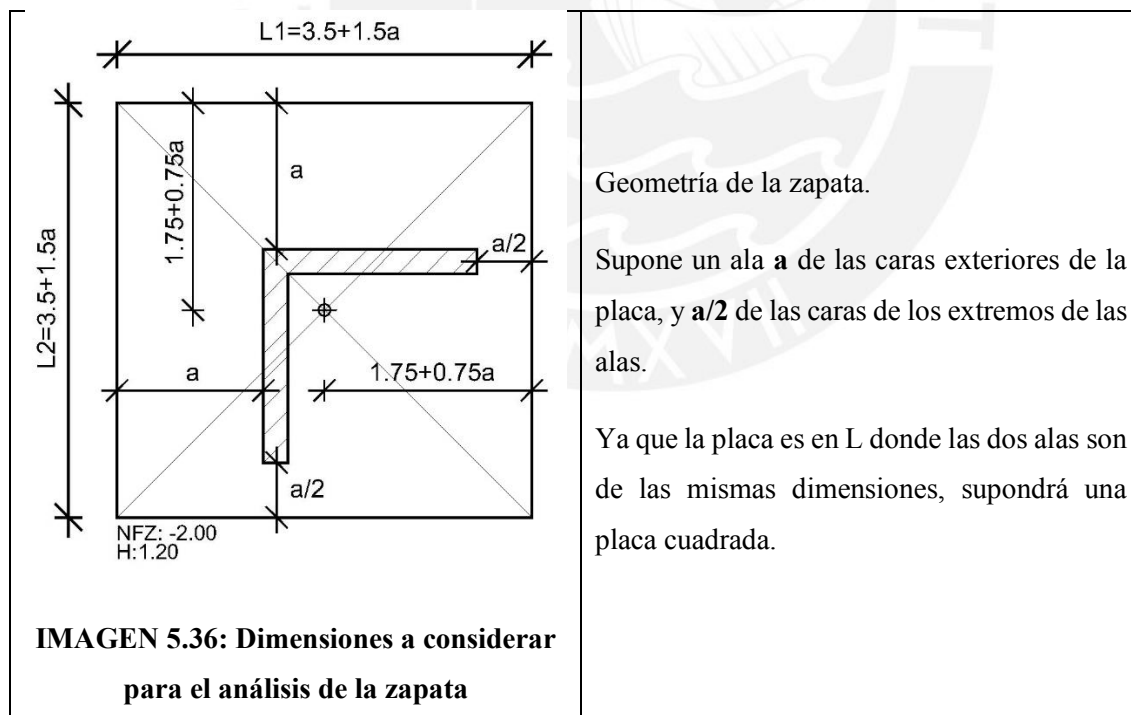 L1=3.5+1.5a
1.75+0.75a
a
L2=3.5+1.5a
a/2
a
1.75+0.75a
a/2
NFZ: -2.00
H:1.20
IMAGEN 5.36: Dimensiones a considerar
para el análisis de la zapata
Geometría de la zapata.
Supone un ala a de las caras exteriores de la
placa, y a/2 de las caras de los extremos de las
alas.
Ya que la placa es en L donde las dos alas son
de las mismas dimensiones, supondrá una
placa cuadrada.